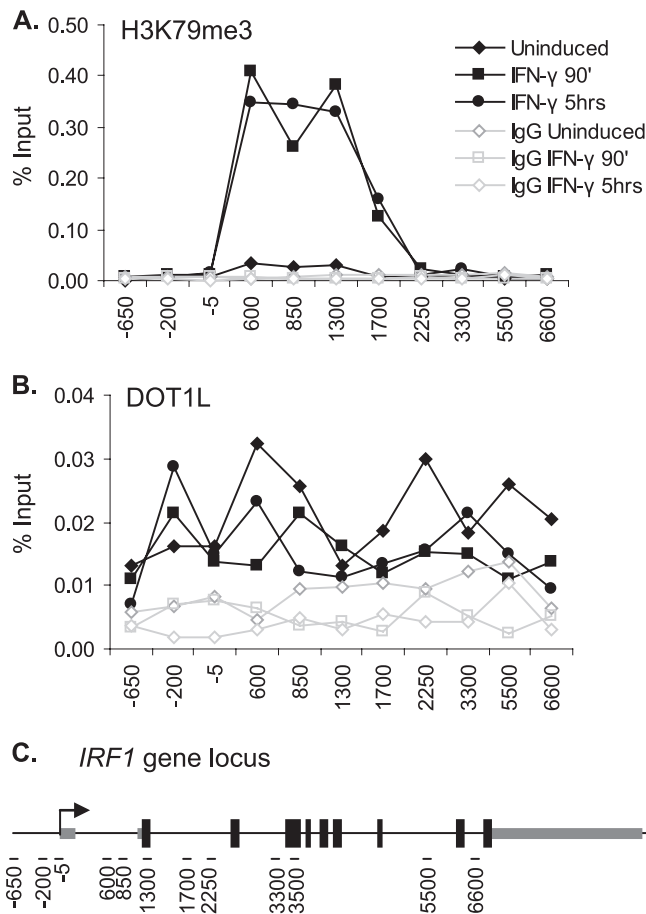 A. H3K79me3
Uninduced
IFN-γ 90'
IFN-γ 5hrs
IgG Uninduced
IgG IFN-γ 90'
IgG IFN-γ 5hrs
% Input
0.50
0.40
0.30
0.20
0.10
0.00
-650 -200 -5 600 850 1300 1700 2250 3300 5500 6600
B. DOT1L
% Input
0.04
0.03
0.02
0.01
0.00
-650 -200 -5 600 850 1300 1700 2250 3300 5500 6600
C. IRF1 gene locus
-650 -200 -5 600 850 1300 1700 2250 3300 3500 5500 6600